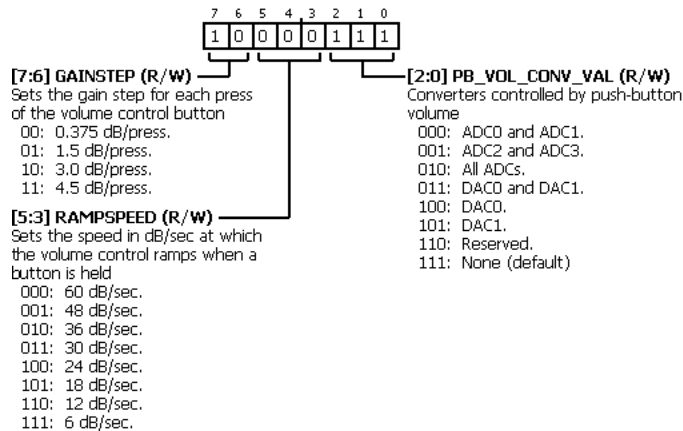 7 6 5 4 3 2 1 0
1 0 0 0 0 1 1 1
[7:6] GAINSTEP (R/W)
Sets the gain step for each press
of the volume control button
00: 0.375 dB/press.
01: 1.5 dB/press.
10: 3.0 dB/press.
11: 4.5 dB/press.
[5:3] RAMPSPEED (R/W)
Sets the speed in dB/sec at which
the volume control ramps when a
button is held
000: 60 dB/sec.
001: 48 dB/sec.
010: 36 dB/sec.
011: 30 dB/sec.
100: 24 dB/sec.
101: 18 dB/sec.
110: 12 dB/sec.
111: 6 dB/sec.
[2:0] PB_VOL_CONV_VAL (R/W)
Converters controlled by push-button
volume
000: ADC0 and ADC1.
001: ADC2 and ADC3.
010: All ADCs.
011: DAC0 and DAC1.
100: DAC0.
101: DAC1.
110: Reserved.
111: None (default)